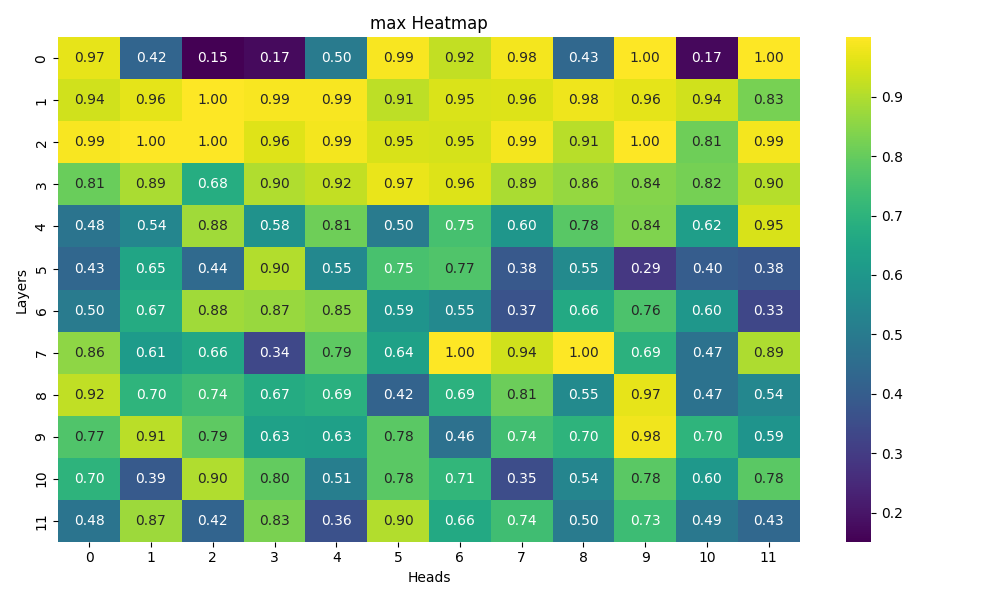 max Heatmap
0 0.97 0.42 0.15 0.17 0.50 0.99 0.92 0.98 0.43 1.00 0.17 1.00
1 0.94 0.96 1.00 0.99 0.99 0.91 0.95 0.96 0.98 0.96 0.94 0.83
2 0.99 1.00 1.00 0.96 0.99 0.95 0.95 0.99 0.91 1.00 0.81 0.99
3 0.81 0.89 0.68 0.90 0.92 0.97 0.96 0.89 0.86 0.84 0.82 0.90
4 0.48 0.54 0.88 0.58 0.81 0.50 0.75 0.60 0.78 0.84 0.62 0.95
5 0.43 0.65 0.44 0.90 0.55 0.75 0.77 0.38 0.55 0.29 0.40 0.38
6 0.50 0.67 0.88 0.87 0.85 0.59 0.55 0.37 0.66 0.76 0.60 0.33
7 0.86 0.61 0.66 0.34 0.79 0.64 1.00 0.94 1.00 0.69 0.47 0.89
8 0.92 0.70 0.74 0.67 0.69 0.42 0.69 0.81 0.55 0.97 0.47 0.54
9 0.77 0.91 0.79 0.63 0.63 0.78 0.46 0.74 0.70 0.98 0.70 0.59
10 0.70 0.39 0.90 0.80 0.51 0.78 0.71 0.35 0.54 0.78 0.60 0.78
11 0.48 0.87 0.42 0.83 0.36 0.90 0.66 0.74 0.50 0.73 0.49 0.43
0 1 2 3 4 5 6 7 8 9 10 11
Heads
Layers
0.9
0.8
0.7
0.6
0.5
0.4
0.3
0.2